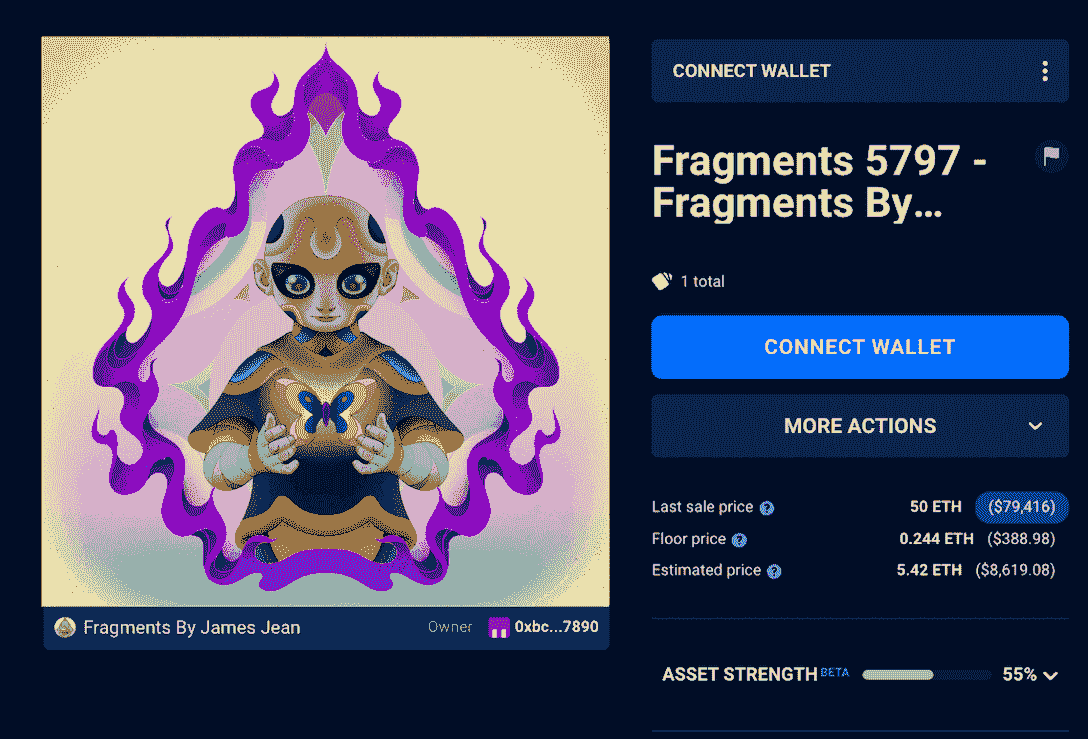 CONNECT WALLET
Fragments 5797 -
Fragments By...
1 total
CONNECT WALLET
MORE ACTIONS
Last sale price ? 50 ETH ($79,416)
Floor price ? 0.244 ETH ($388.98)
Estimated price ? 5.42 ETH ($8,619.08)
Fragments By James Jean Owner 0xbc...7890
ASSET STRENGTH BETA 55%